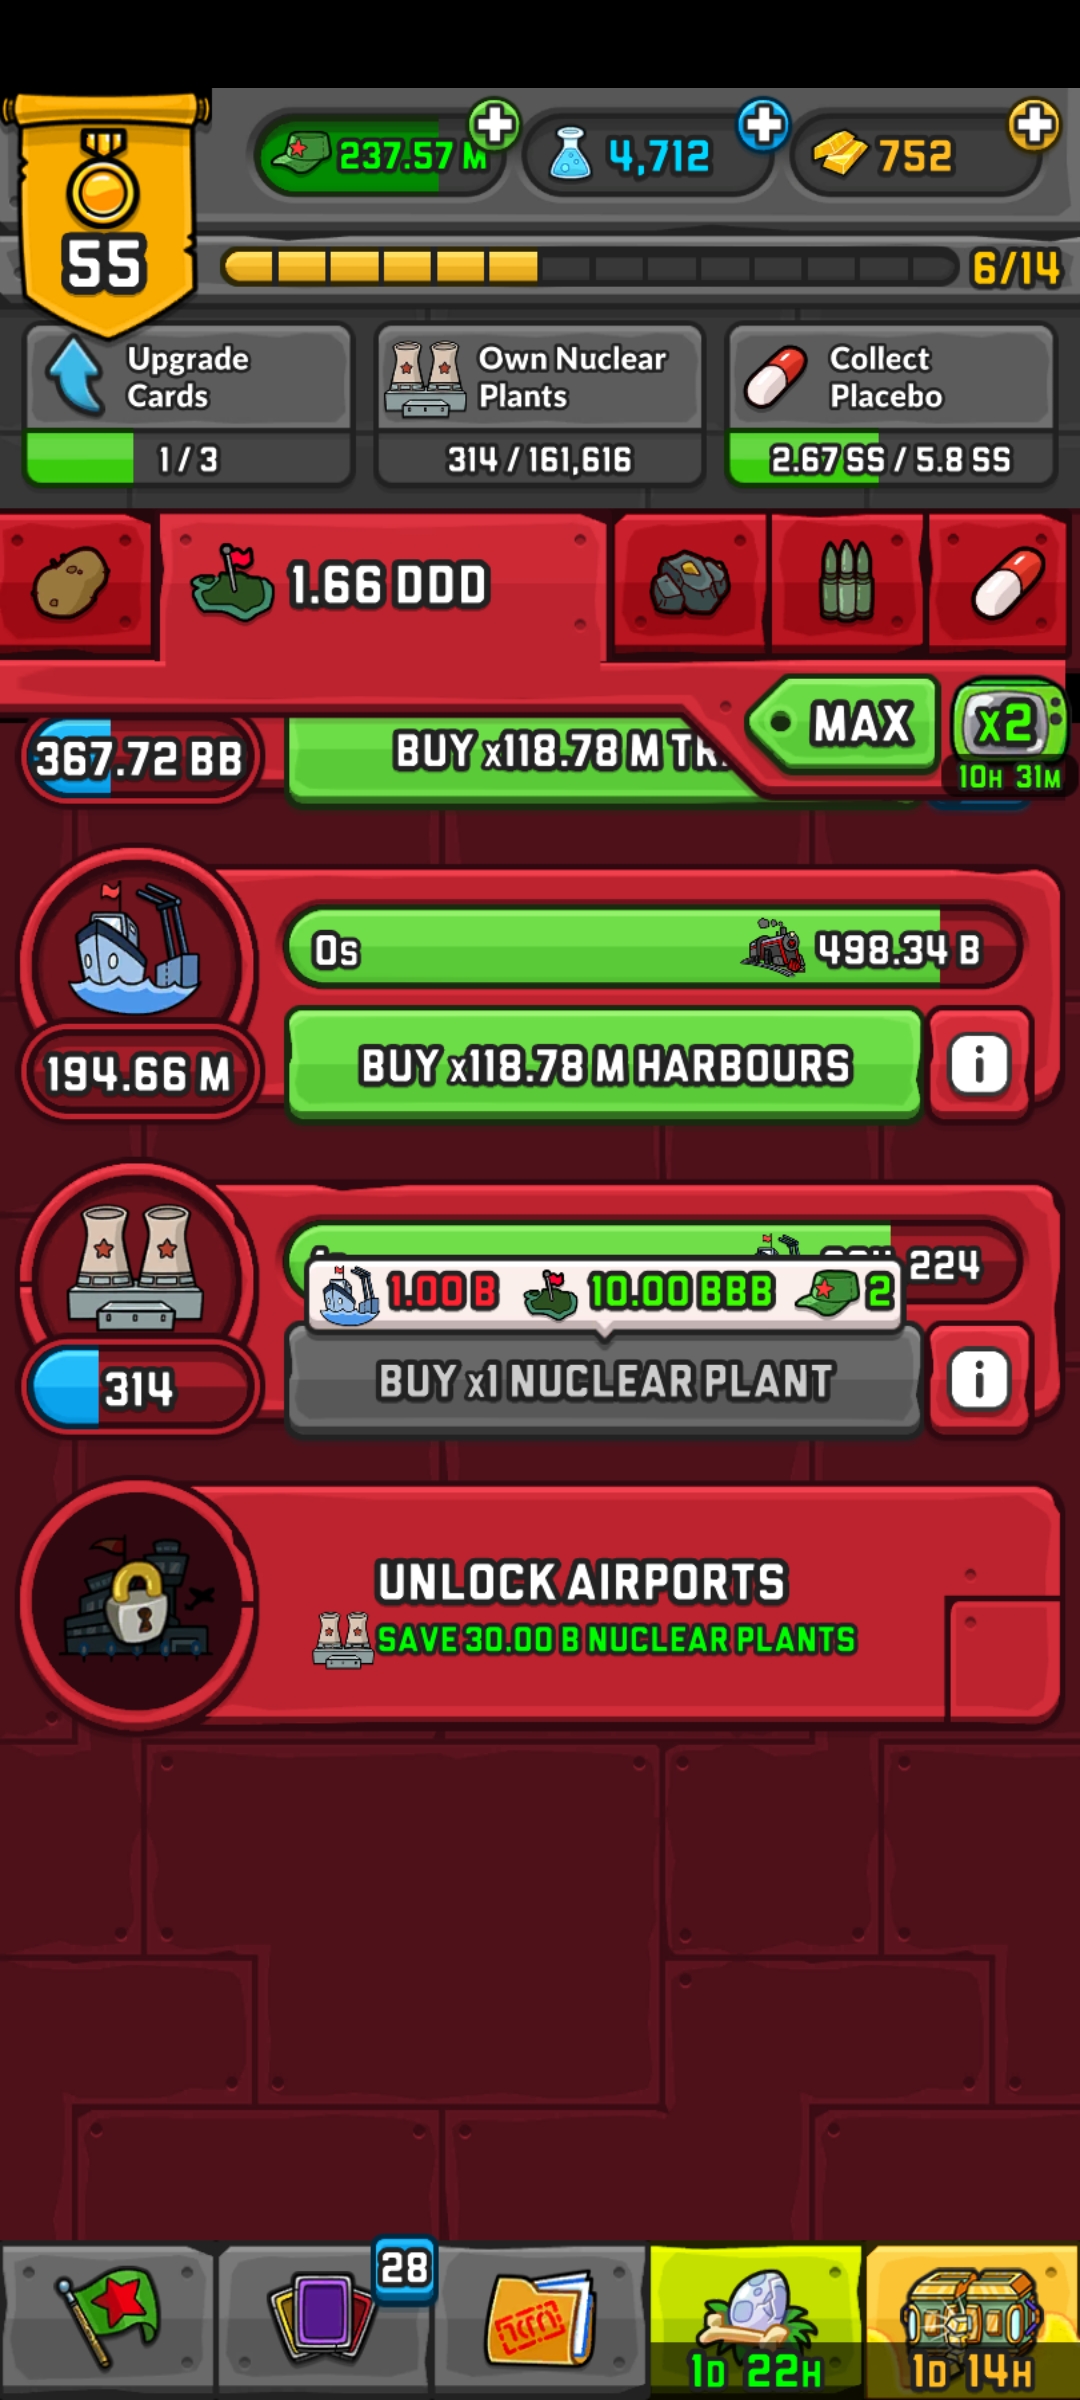 237.57 M
4,712
752
55
6/14
Upgrade
Cards
Own Nuclear
Plants
Collect
Placebo
1 / 3
314 / 161,616
2.67 SS / 5.8 SS
1.66 DDD
MAX
x2
10H 31M
367.72 BB
BUY x118.78 M
0s
498.34 B
194.66 M
BUY x118.78 M HARBOURS
224
1.00 B
10.00 BBB
2
314
BUY x1 NUCLEAR PLANT
UNLOCK AIRPORTS
SAVE 30.00 B NUCLEAR PLANTS
28
1D 22H
1D 14H